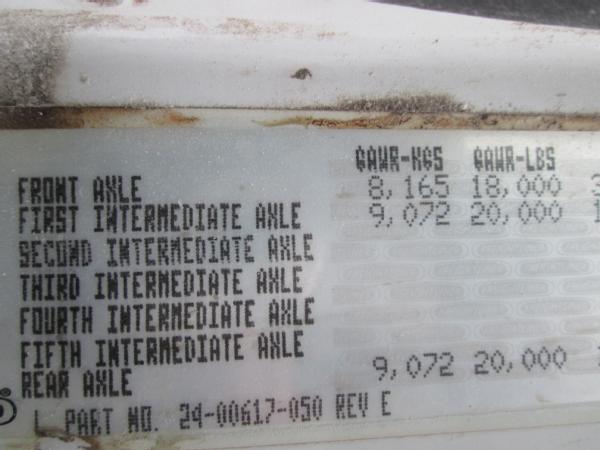 GAWR-KGS GAWR-LBS
FRONT AXLE 8,165 18,000 3
FIRST INTERMEDIATE AXLE 9,072 20,000 1
SECOND INTERMEDIATE AXLE
THIRD INTERMEDIATE AXLE
FOURTH INTERMEDIATE AXLE
FIFTH INTERMEDIATE AXLE
REAR AXLE 9,072 20,000
L PART NO. 24-00617-050 REV E